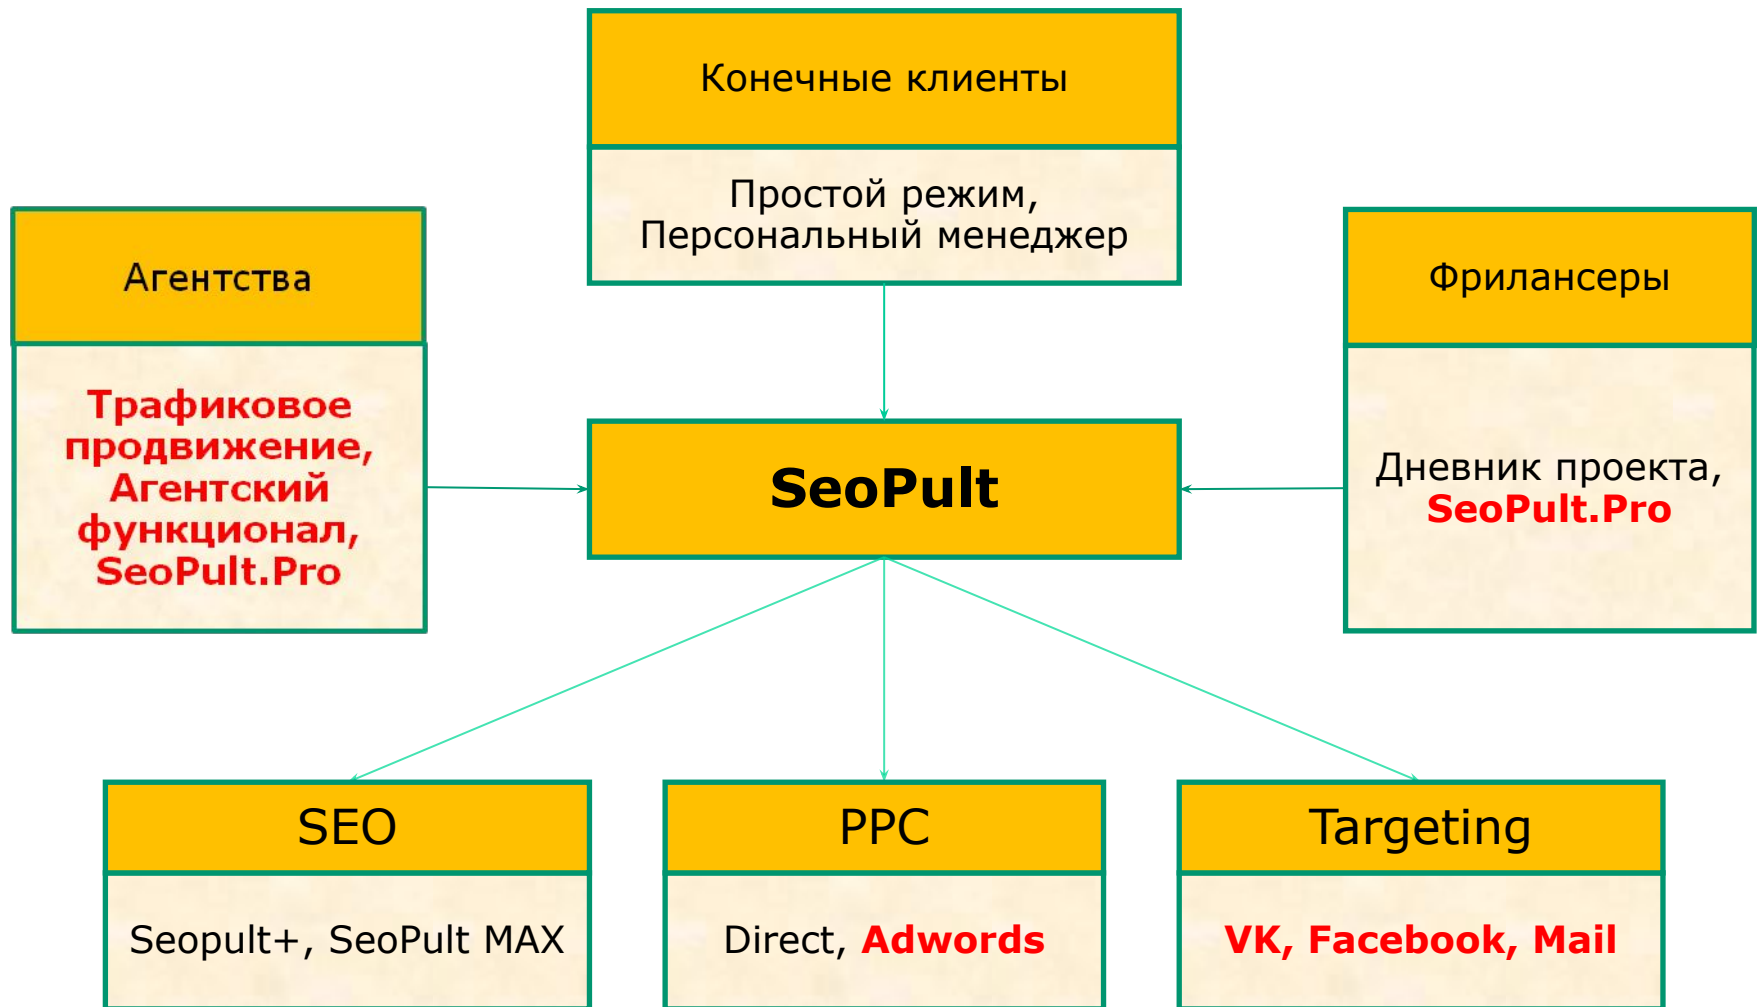 Конечные клиенты
Простой режим,
Персональный менеджер
Агентства
Трафиковое
продвижение,
Агентский
функционал,
SeoPult.Pro
Фрилансеры
Дневник проекта,
SeoPult.Pro
SeoPult
SEO
Seopult+, SeoPult MAX
PPC
Direct, Adwords
Targeting
VK, Facebook, Mail